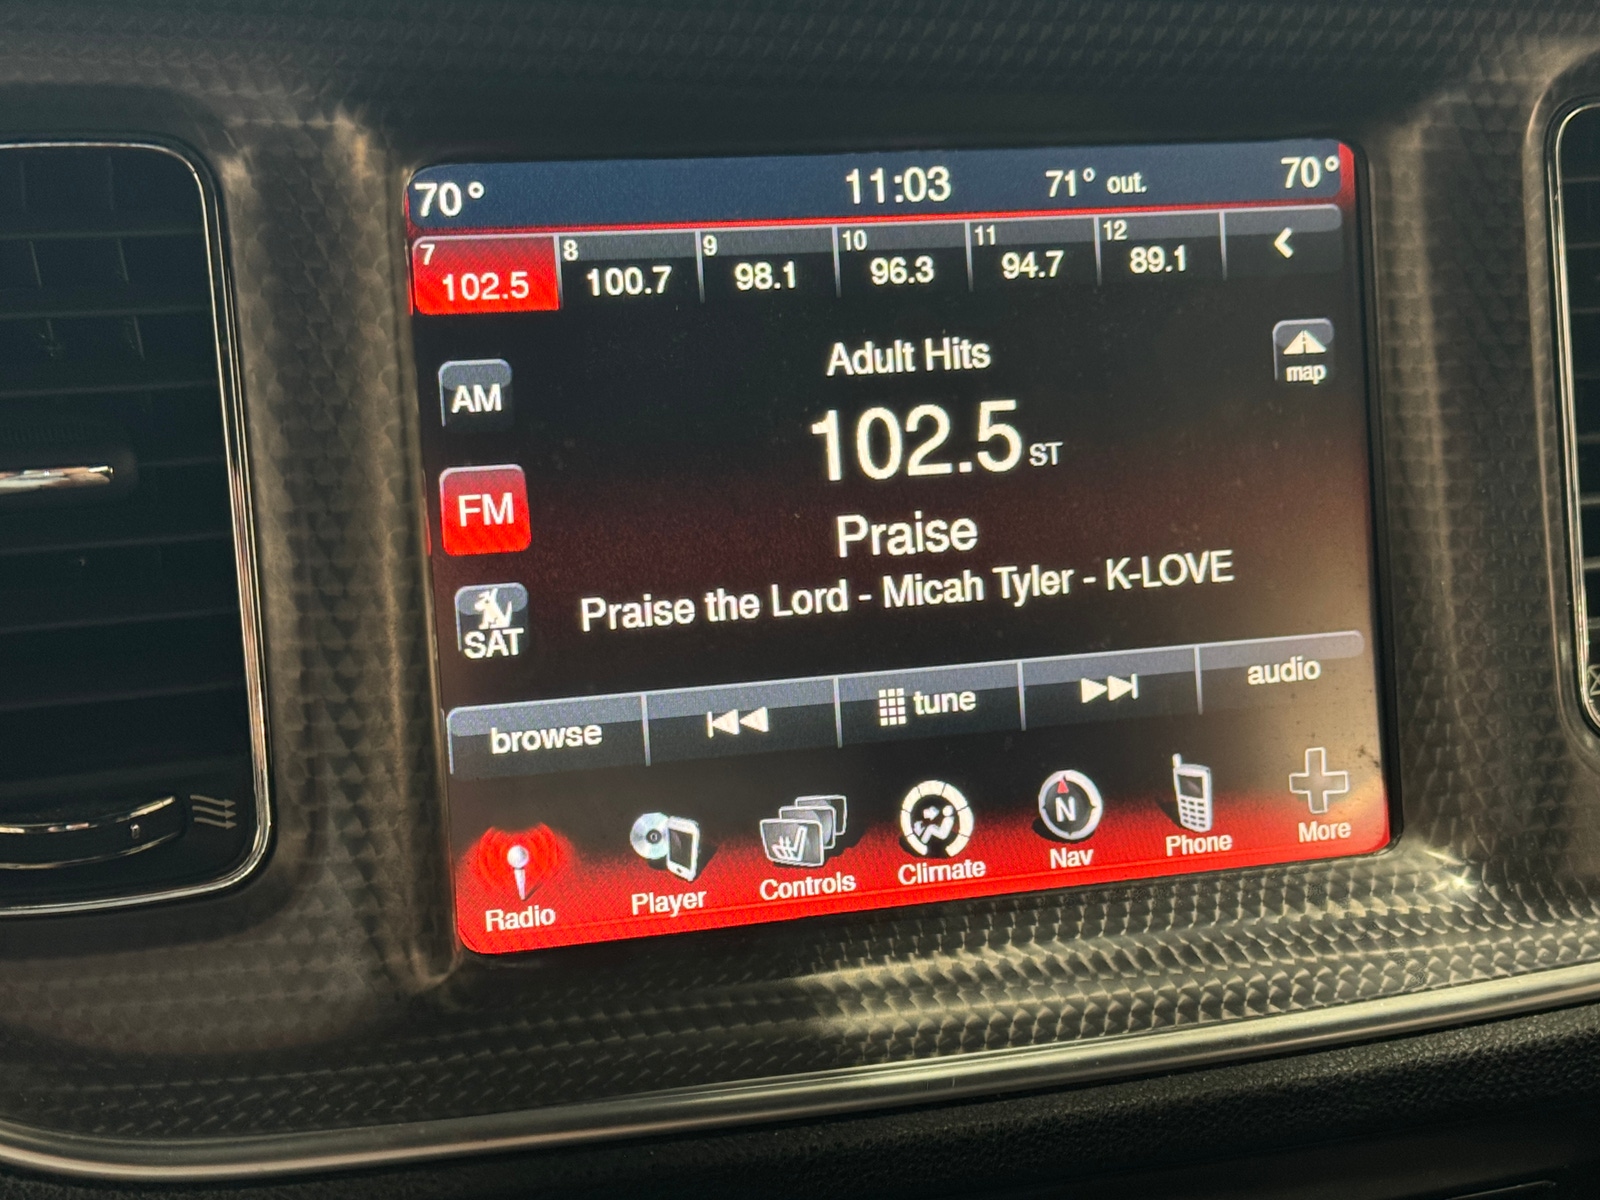 70° 11:03 71° out. 70°
7 102.5 8 100.7 9 98.1 10 96.3 11 94.7 12 89.1
Adult Hits
map
AM
102.5 ST
FM
Praise
Praise the Lord - Micah Tyler - K-LOVE
SAT
browse tune audio
Radio Player Controls Climate N Nav Phone More